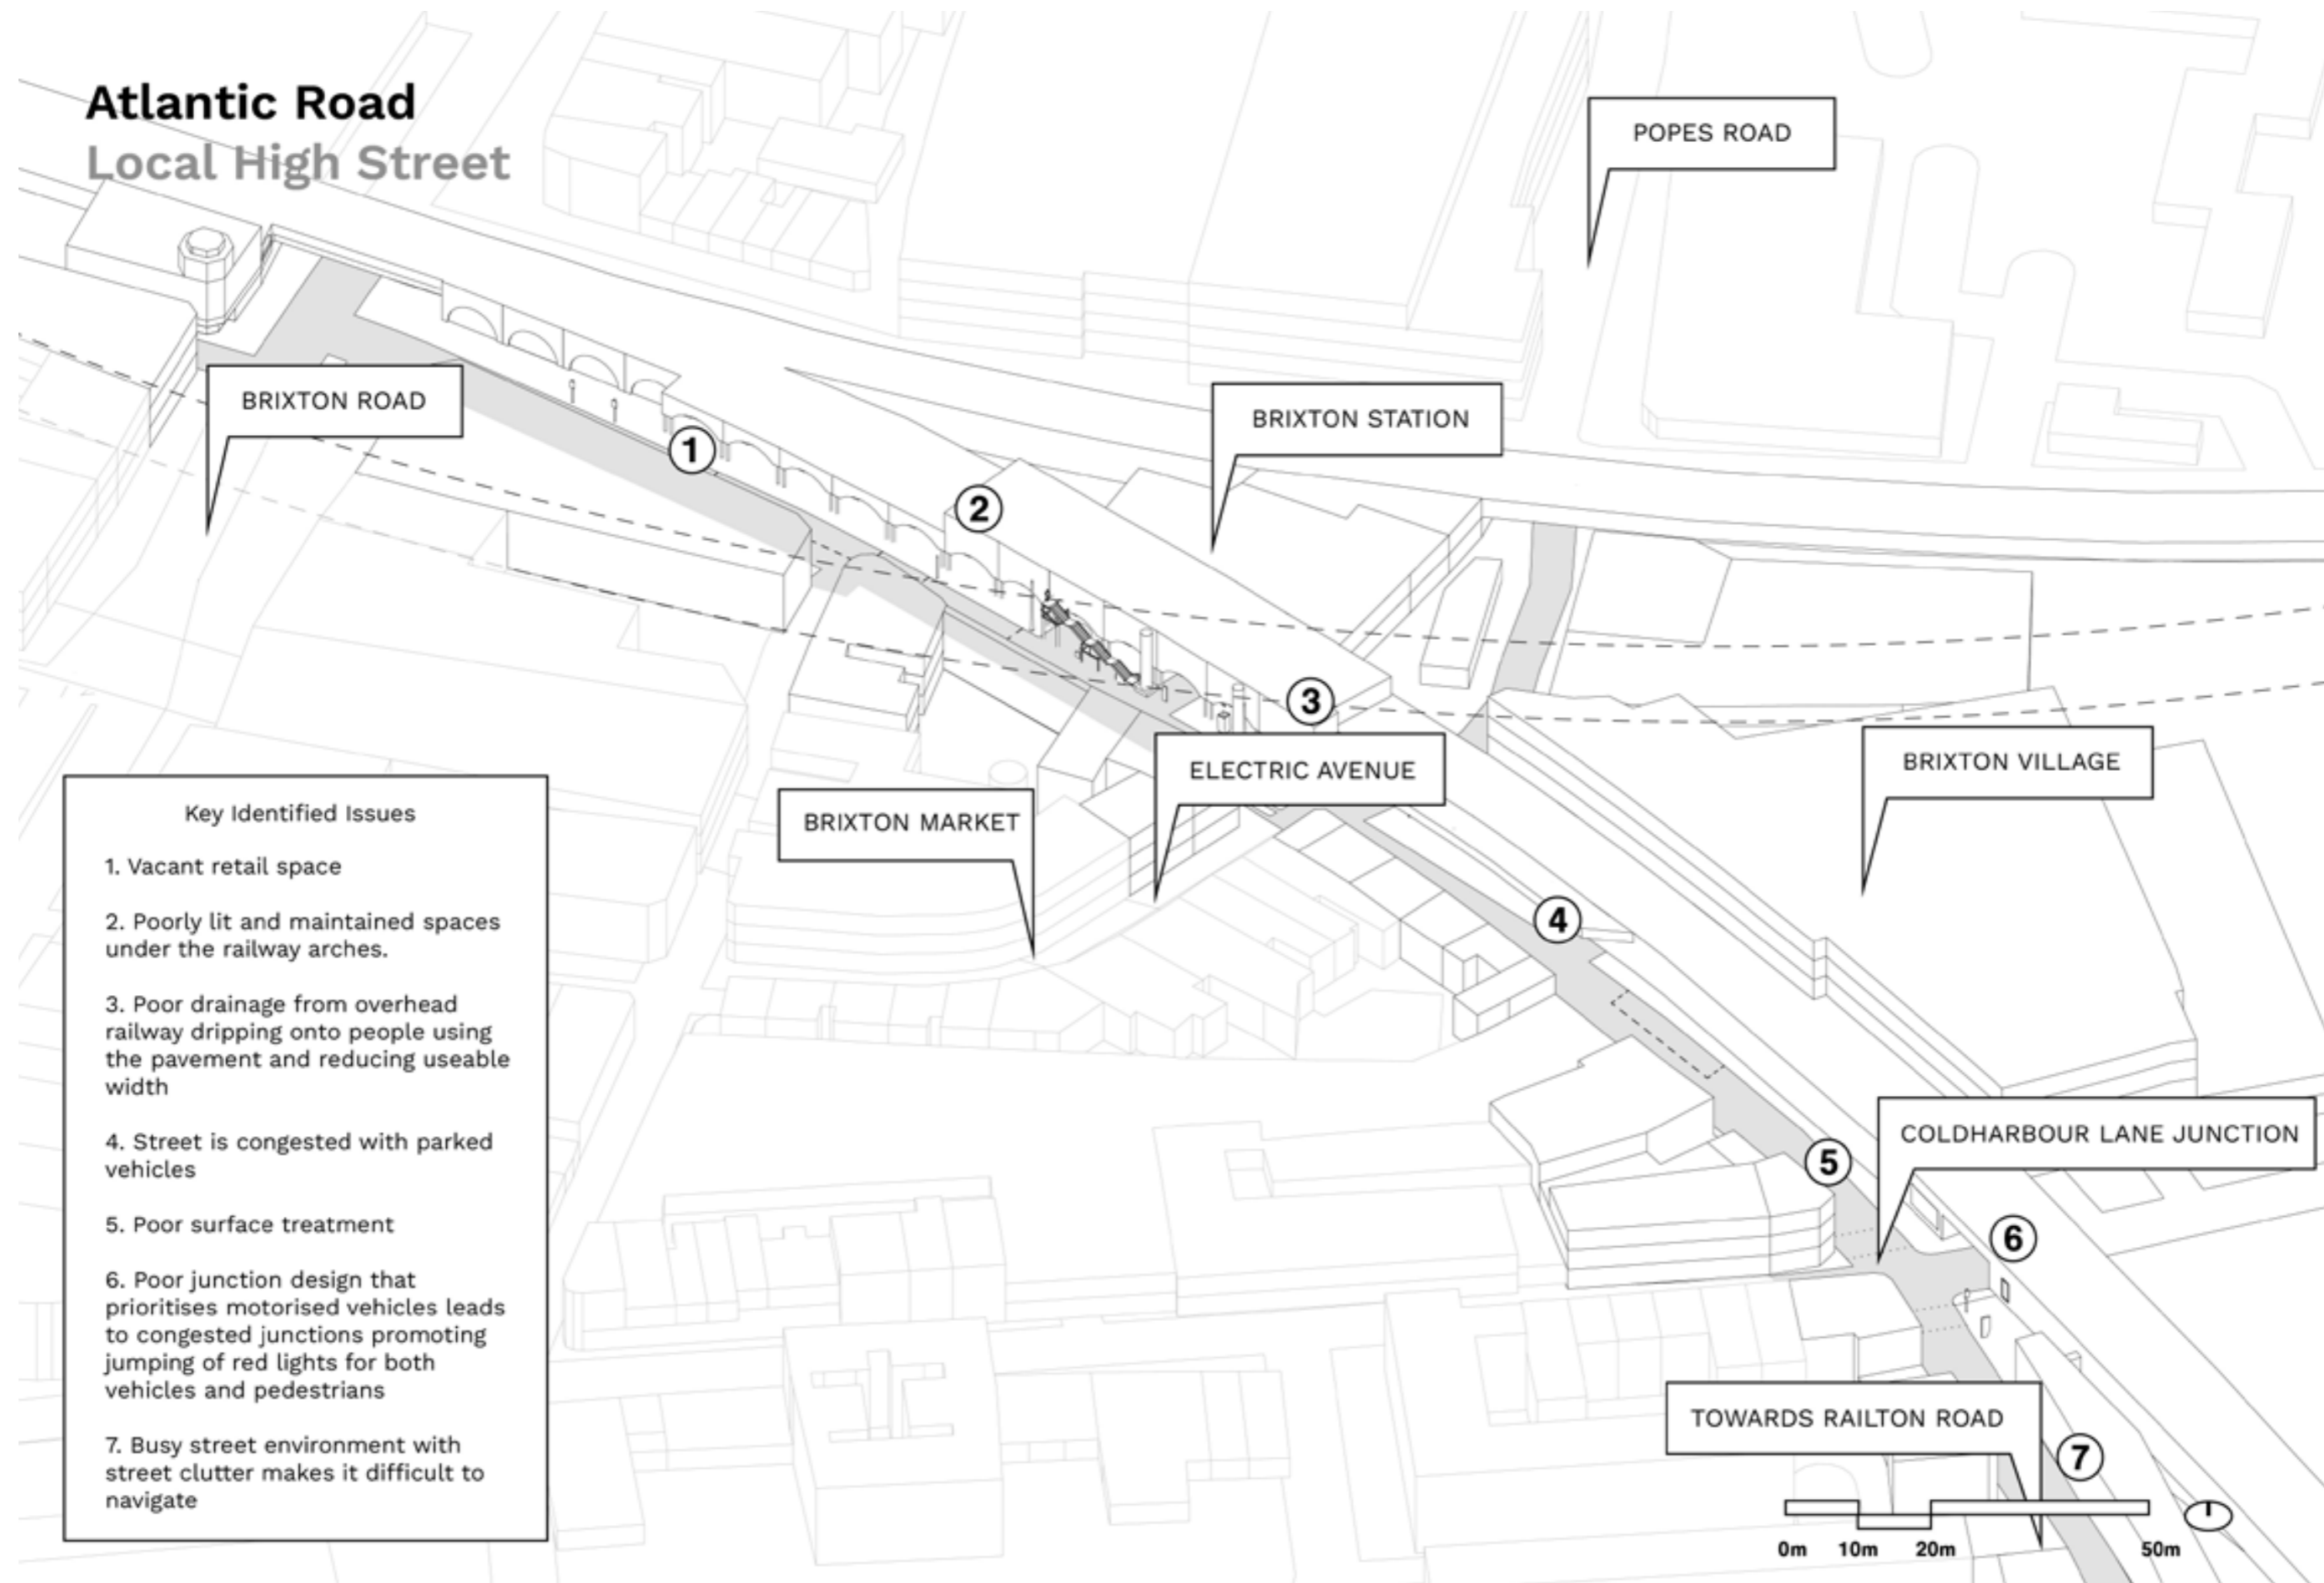 Atlantic Road
Local High Street
POPES ROAD
BRIXTON ROAD
BRIXTON STATION
1
2
3
ELECTRIC AVENUE
BRIXTON VILLAGE
BRIXTON MARKET
4
COLDHARBOUR LANE JUNCTION
5
6
TOWARDS RAILTON ROAD
7
0m 10m 20m 50m
Key Identified Issues
1. Vacant retail space
2. Poorly lit and maintained spaces
under the railway arches.
3. Poor drainage from overhead
railway dripping onto people using
the pavement and reducing useable
width
4. Street is congested with parked
vehicles
5. Poor surface treatment
6. Poor junction design that
prioritises motorised vehicles leads
to congested junctions promoting
jumping of red lights for both
vehicles and pedestrians
7. Busy street environment with
street clutter makes it difficult to
navigate